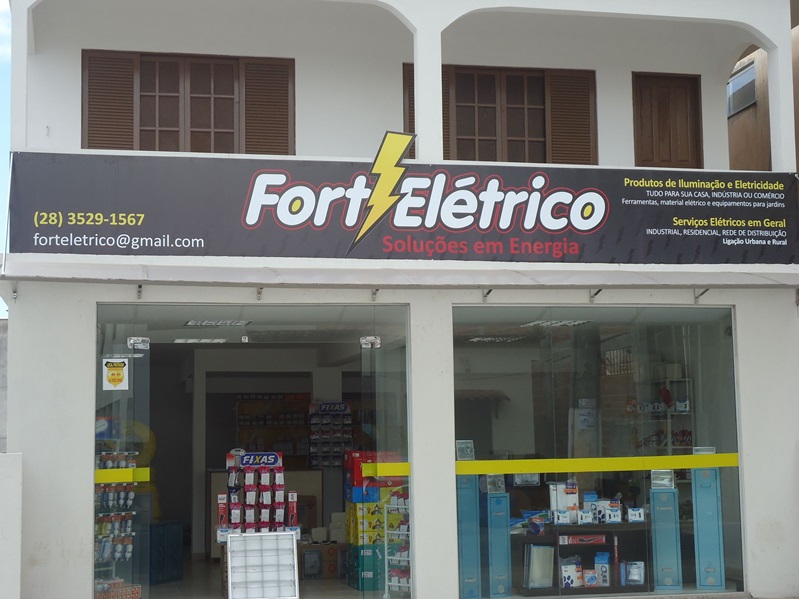 Fort Elétrico
Soluções em Energia
(28) 3529-1567
forteletrico@gmail.com
Produtos de Iluminação e Eletricidade
TUDO PARA SUA CASA, INDÚSTRIA OU COMÉRCIO
Ferramentas, material elétrico e equipamentos para jardins
Serviços Elétricos em Geral
INDUSTRIAL, RESIDENCIAL, REDE DE DISTRIBUIÇÃO
Ligação Urbana e Rural
FIXAS
FIXAS